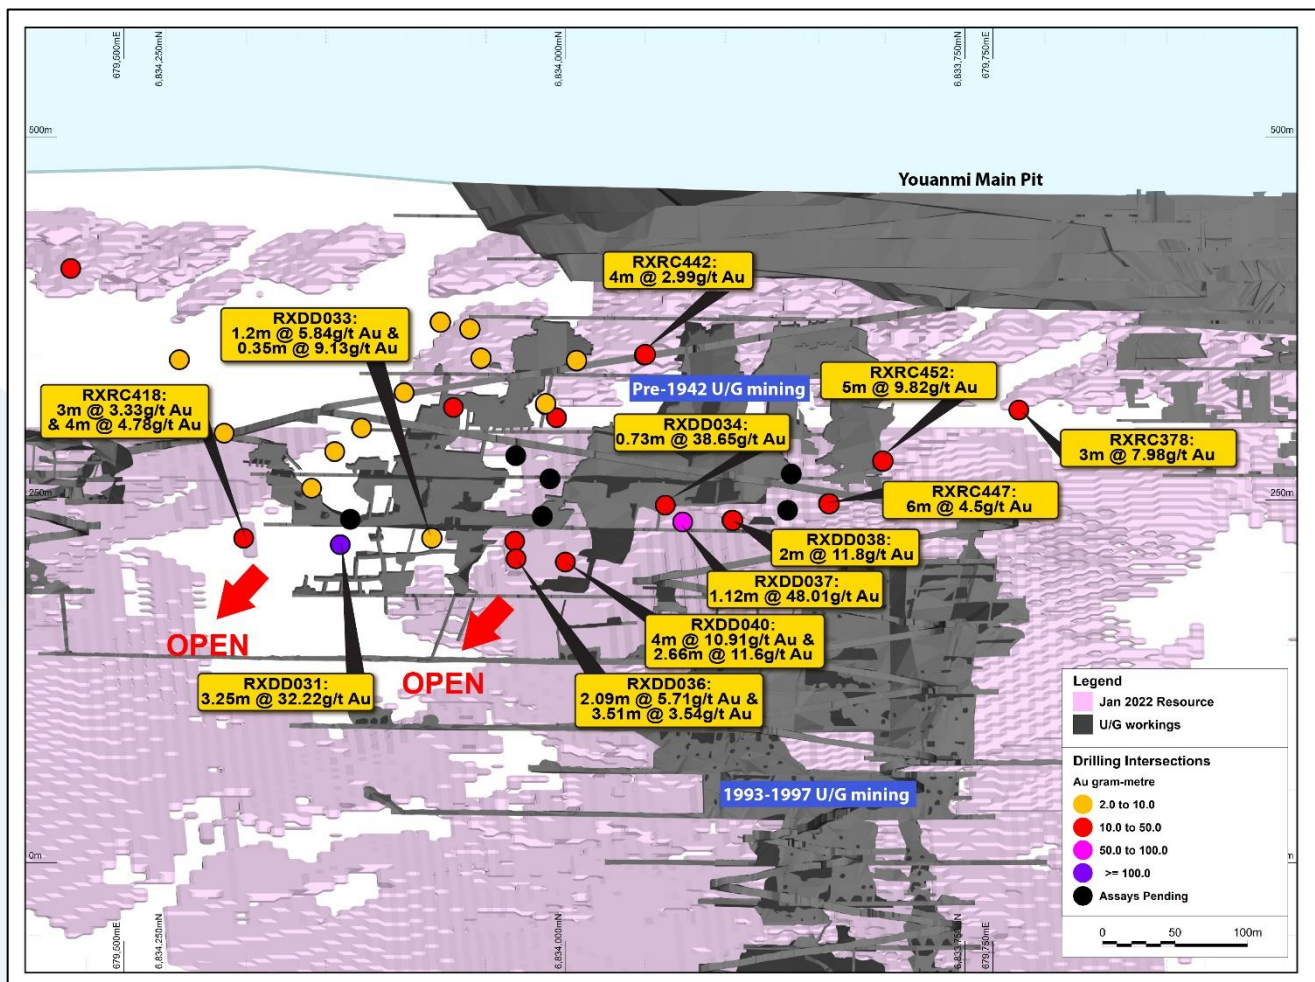 679,500mE
6,834,250mN
6,834,000mN
6,833,750mN
679,750mE
500m
500m
Youanmi Main Pit
RXRC442:
4m @ 2.99g/t Au
RXDD033:
1.2m @ 5.84g/t Au &
0.35m @ 9.13g/t Au
Pre-1942 U/G mining
RXRC452:
5m @ 9.82g/t Au
RXRC418:
3m @ 3.33g/t Au
& 4m @ 4.78g/t Au
RXDD034:
0.73m @ 38.65g/t Au
RXRC378:
3m @ 7.98g/t Au
250m
250m
RXRC447:
6m @ 4.5g/t Au
RXDD038:
2m @ 11.8g/t Au
RXDD037:
1.12m @ 48.01g/t Au
RXDD040:
4m @ 10.91g/t Au &
2.66m @ 11.6g/t Au
OPEN
OPEN
RXDD031:
3.25m @ 32.22g/t Au
RXDD036:
2.09m @ 5.71g/t Au &
3.51m @ 3.54g/t Au
1993-1997 U/G mining
0m
Legend
Jan 2022 Resource
U/G workings
Drilling Intersections
Au gram-metre
2.0 to 10.0
10.0 to 50.0
50.0 to 100.0
>= 100.0
Assays Pending
0 50 100m
679,500mE
6,834,250mN
6,834,000mN
6,833,750mN
679,750mE